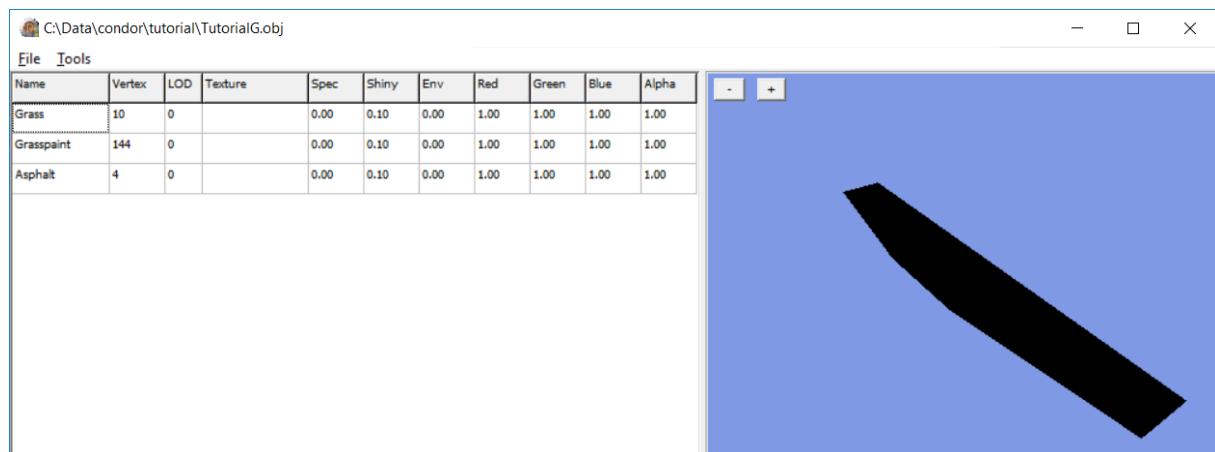 C:\Data\condor\tutorial\TutorialG.obj
File Tools
Name Vertex LOD Texture Spec Shiny Env Red Green Blue Alpha
- +
Grass 10 0 0.00 0.10 0.00 1.00 1.00 1.00 1.00
Grasspaint 144 0 0.00 0.10 0.00 1.00 1.00 1.00 1.00
Asphalt 4 0 0.00 0.10 0.00 1.00 1.00 1.00 1.00